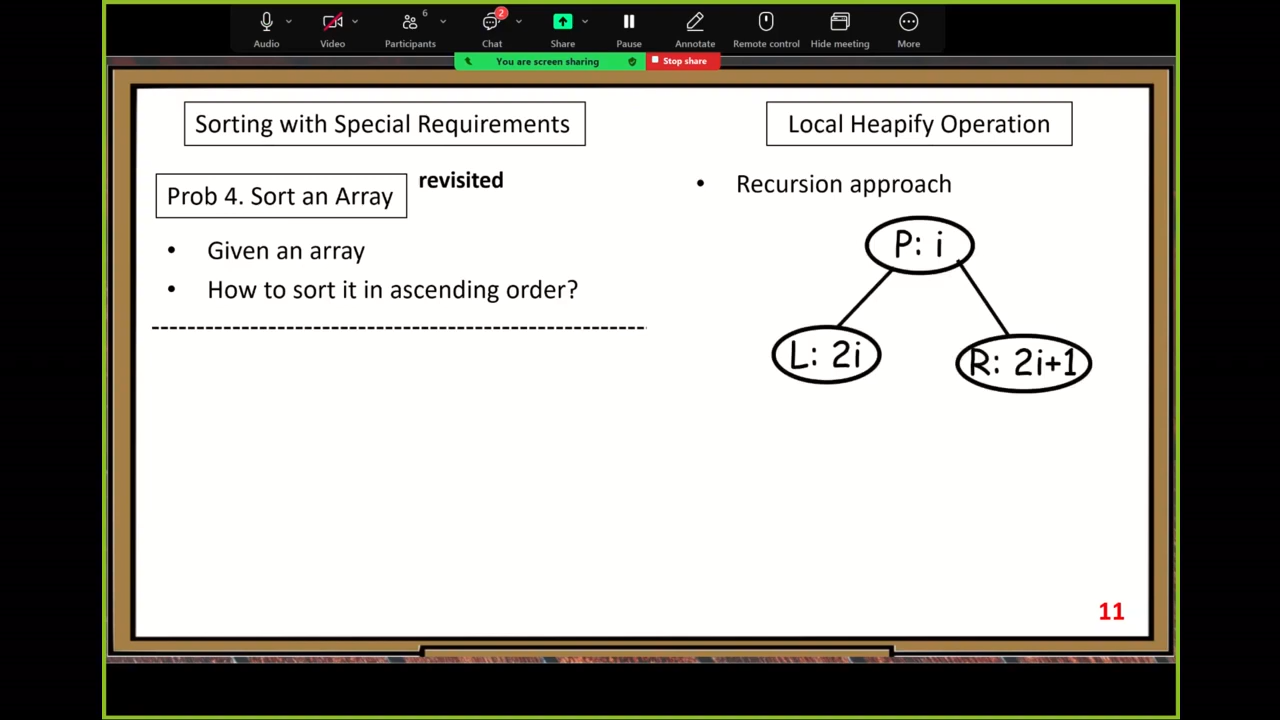 6
2
Audio
Video
Participants
Chat
Share
Pause
Annotate
Remote control
Hide meeting
More
You are screen sharing
Stop share
Sorting with Special Requirements
Prob 4. Sort an Array
revisited
• Given an array
• How to sort it in ascending order?
Local Heapify Operation
• Recursion approach
P: i
L: 2i
R: 2i+1
11